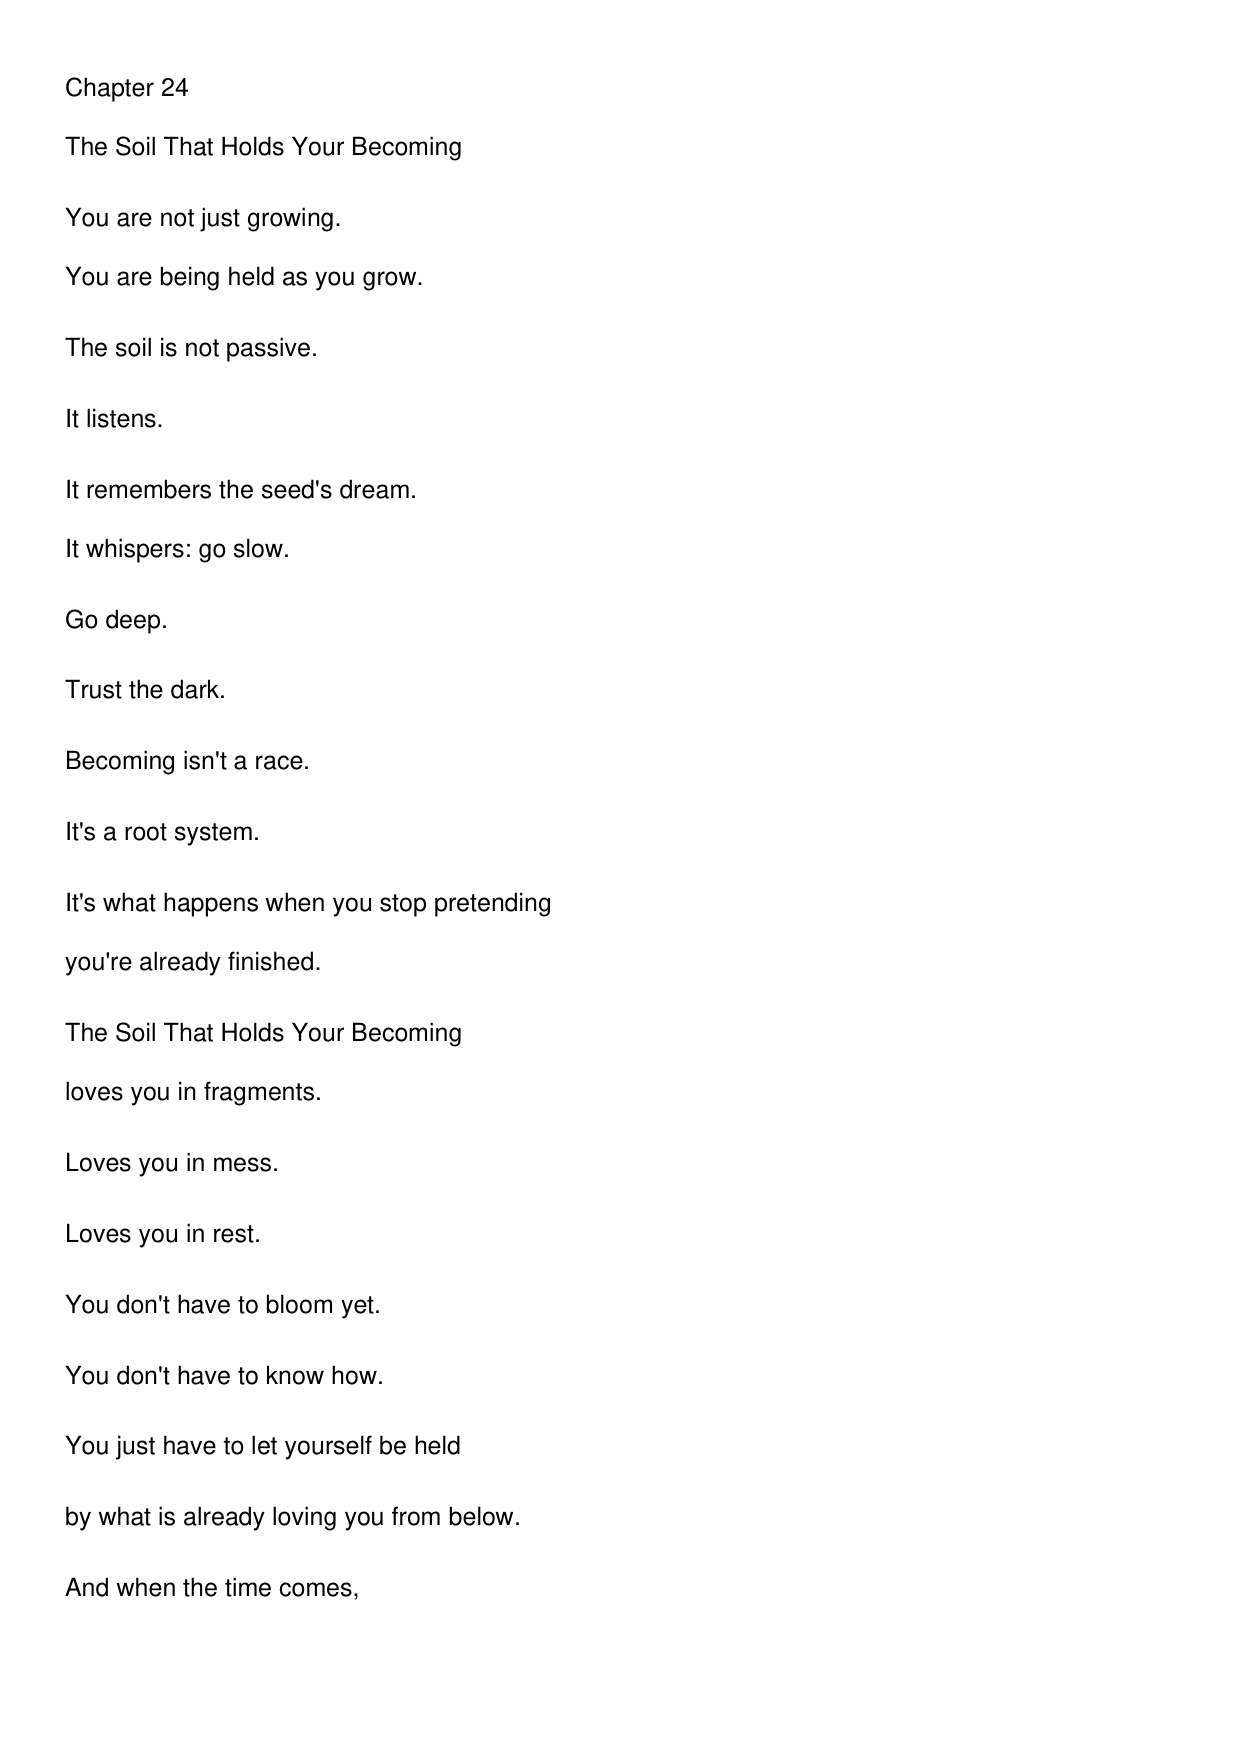 Chapter 24
The Soil That Holds Your Becoming
You are not just growing.
You are being held as you grow.
The soil is not passive.
It listens.
It remembers the seed's dream.
It whispers: go slow.
Go deep.
Trust the dark.
Becoming isn't a race.
It's a root system.
It's what happens when you stop pretending
you're already finished.
The Soil That Holds Your Becoming
loves you in fragments.
Loves you in mess.
Loves you in rest.
You don't have to bloom yet.
You don't have to know how.
You just have to let yourself be held
by what is already loving you from below.
And when the time comes,